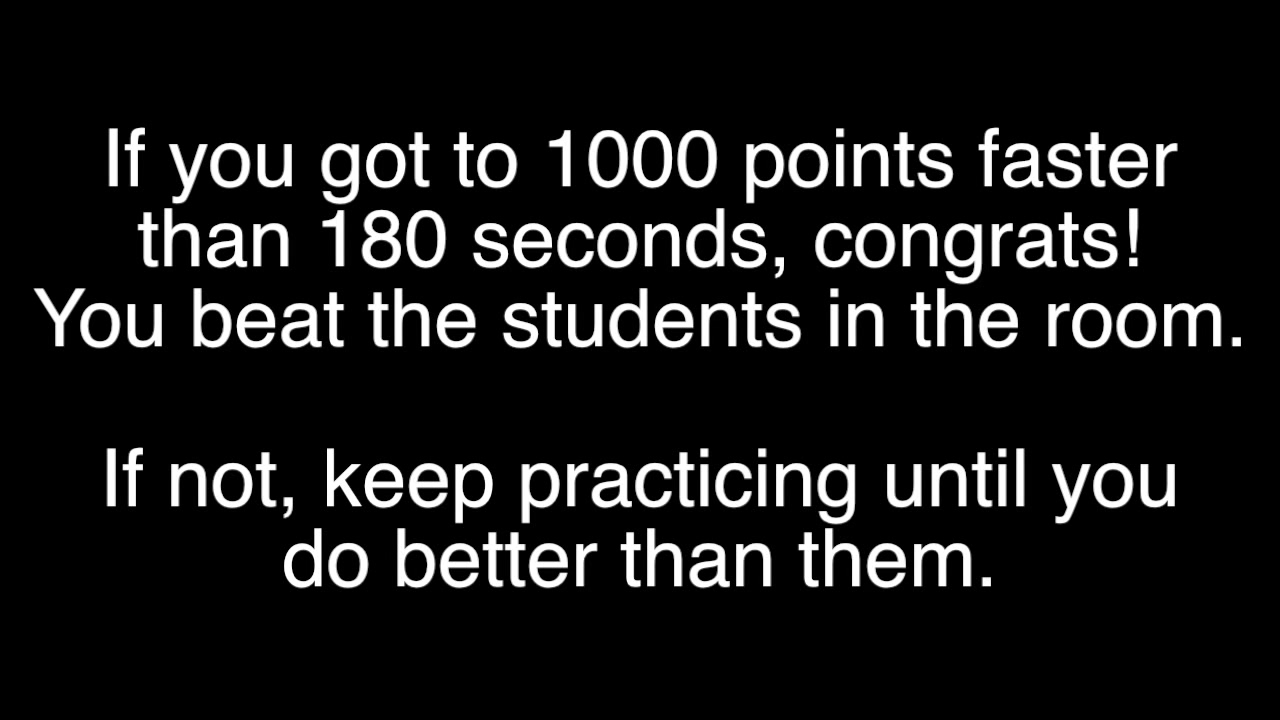 If you got to 1000 points faster
than 180 seconds, congrats!
You beat the students in the room.
If not, keep practicing until you
do better than them.